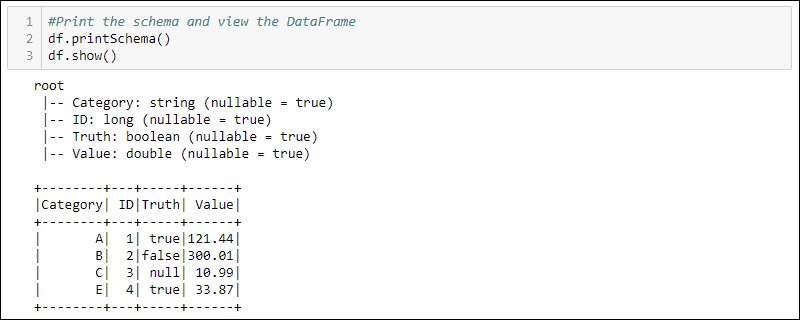 1 #Print the schema and view the DataFrame
2 df.printSchema()
3 df.show()
root
 |-- Category: string (nullable = true)
 |-- ID: long (nullable = true)
 |-- Truth: boolean (nullable = true)
 |-- Value: double (nullable = true)
+--------+---+-----+------+
|Category| ID|Truth| Value|
+--------+---+-----+------+
|       A|  1| true|121.44|
|       B|  2|false|300.01|
|       C|  3| null| 10.99|
|       E|  4| true| 33.87|
+--------+---+-----+------+